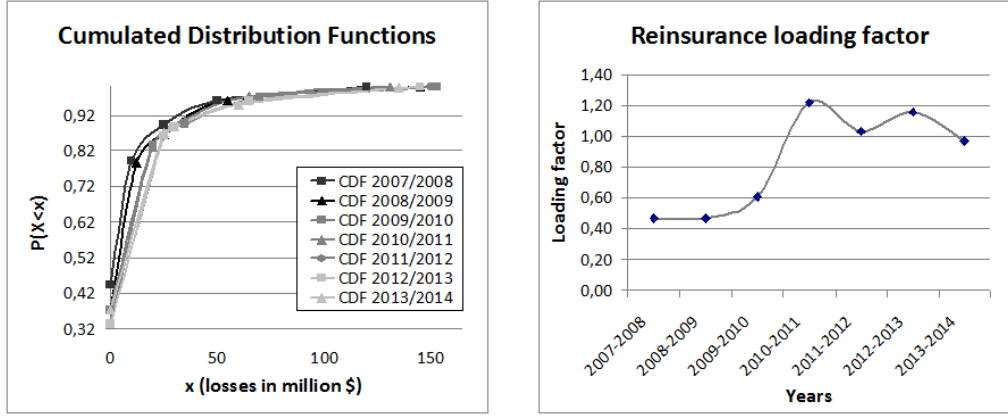 Cumulated Distribution Functions
P(X<x)
0,92
0,82
0,72
0,62
0,52
0,42
0,32
CDF 2007/2008
CDF 2008/2009
CDF 2009/2010
CDF 2010/2011
CDF 2011/2012
CDF 2012/2013
CDF 2013/2014
0 50 100 150
x (losses in million $)
Reinsurance loading factor
Loading factor
1,40
1,20
1,00
0,80
0,60
0,40
0,20
0,00
2007-2008
2008-2009
2009-2010
2010-2011
2011-2012
2012-2013
2013-2014
Years